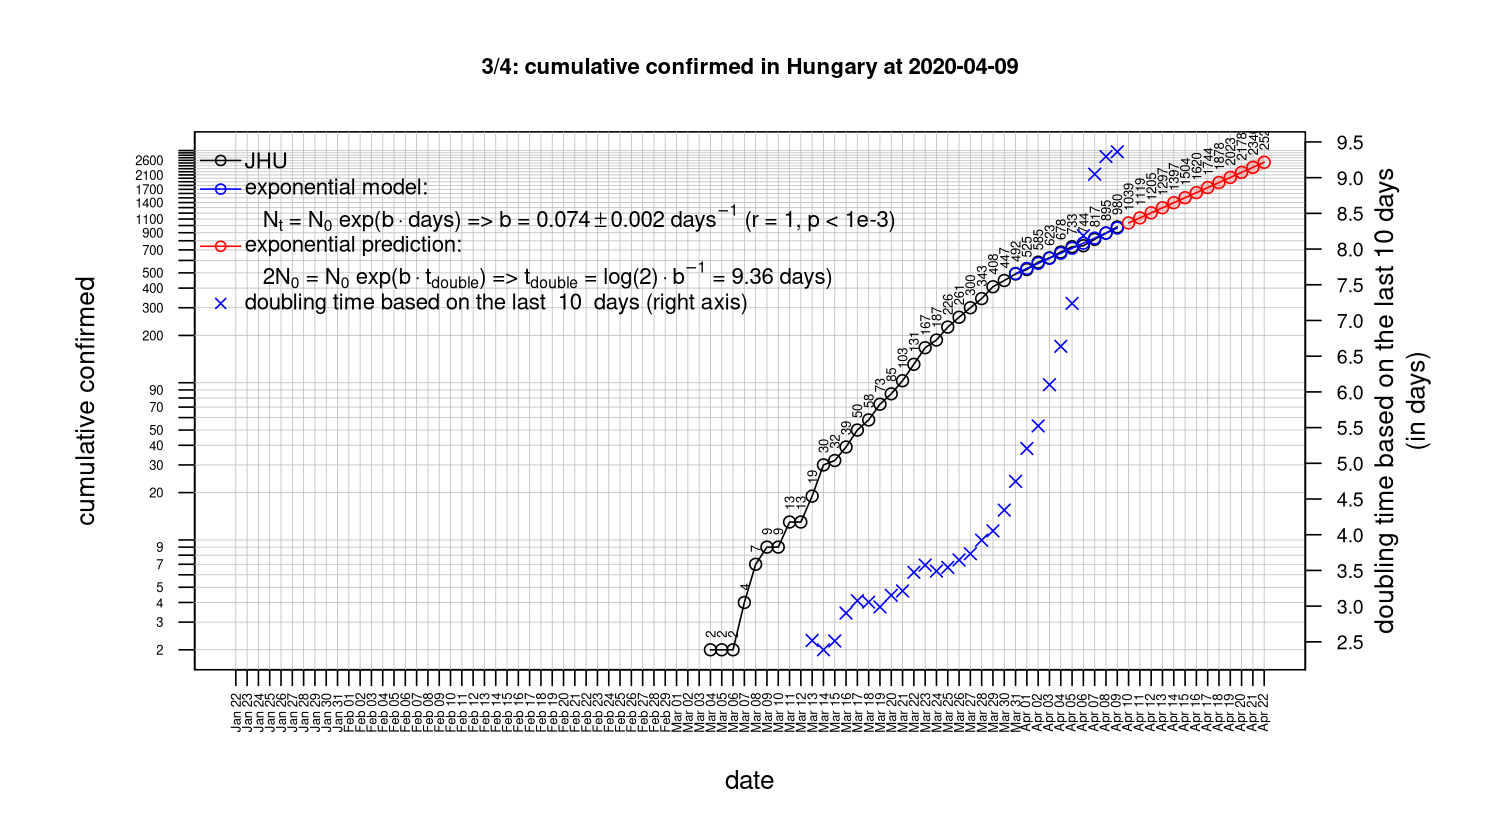 3/4: cumulative confirmed in Hungary at 2020-04-09
JHU
exponential model:
N_t = N_0 exp(b · days) => b = 0.074 ± 0.002 days^−1 (r = 1, p < 1e-3)
exponential prediction:
2N_0 = N_0 exp(b · t_double) => t_double = log(2) · b^−1 = 9.36 days)
doubling time based on the last 10 days (right axis)
cumulative confirmed
2600
2100
1700
1400
1100
900
700
500
400
300
200
90
70
50
40
30
20
9
7
5
4
3
2
2 2 2 4 7 9 9 13 13 19 30 32 39 50 58 73 85 103 131 167 187 226 261 300 343 408 447 492 525 585 623 678 733 744 817 895 980 1039 1119 1205 1297 1397 1504 1620 1744 1878 2023 2178
9.5
9.0
8.5
8.0
7.5
7.0
6.5
6.0
5.5
5.0
4.5
4.0
3.5
3.0
2.5
doubling time based on the last 10 days
(in days)
Jan 22 Jan 23 Jan 24 Jan 25 Jan 26 Jan 27 Jan 28 Jan 29 Jan 30 Jan 31 Feb 01 Feb 02 Feb 03 Feb 04 Feb 05 Feb 06 Feb 07 Feb 08 Feb 09 Feb 10 Feb 11 Feb 12 Feb 13 Feb 14 Feb 15 Feb 16 Feb 17 Feb 18 Feb 19 Feb 20 Feb 21 Feb 22 Feb 23 Feb 24 Feb 25 Feb 26 Feb 27 Feb 28 Feb 29 Mar 01 Mar 02 Mar 03 Mar 04 Mar 05 Mar 06 Mar 07 Mar 08 Mar 09 Mar 10 Mar 11 Mar 12 Mar 13 Mar 14 Mar 15 Mar 16 Mar 17 Mar 18 Mar 19 Mar 20 Mar 21 Mar 22 Mar 23 Mar 24 Mar 25 Mar 26 Mar 27 Mar 28 Mar 29 Mar 30 Mar 31 Apr 01 Apr 02 Apr 03 Apr 04 Apr 05 Apr 06 Apr 07 Apr 08 Apr 09 Apr 10 Apr 11 Apr 12 Apr 13 Apr 14 Apr 15 Apr 16 Apr 17 Apr 18 Apr 19 Apr 20 Apr 21 Apr 22
date